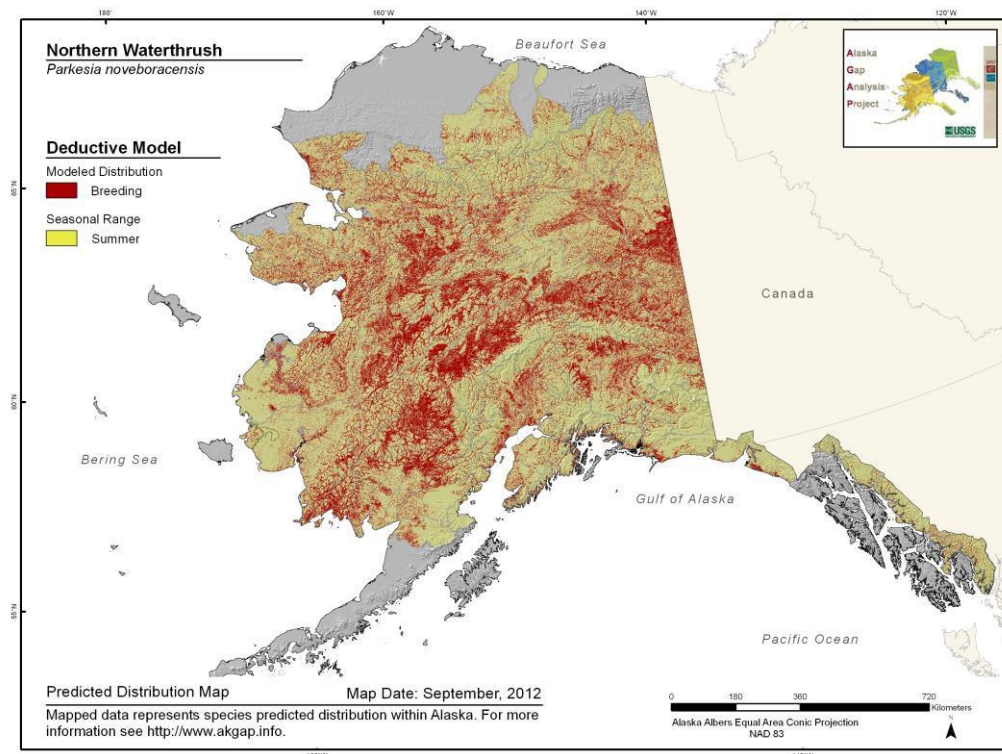 180°
160°W
140°W
120°W
Northern Waterthrush
Parkesia noveboracensis
Beaufort Sea
Alaska
Gap
Analysis
Project
USGS
Deductive Model
Modeled Distribution
Breeding
Seasonal Range
Summer
65°N
Canada
60°N
Bering Sea
Gulf of Alaska
55°N
Pacific Ocean
Predicted Distribution Map
Map Date: September, 2012
Mapped data represents species predicted distribution within Alaska. For more
information see http://www.akgap.info.
0 180 360 720
Kilometers
Alaska Albers Equal Area Conic Projection
NAD 83
N